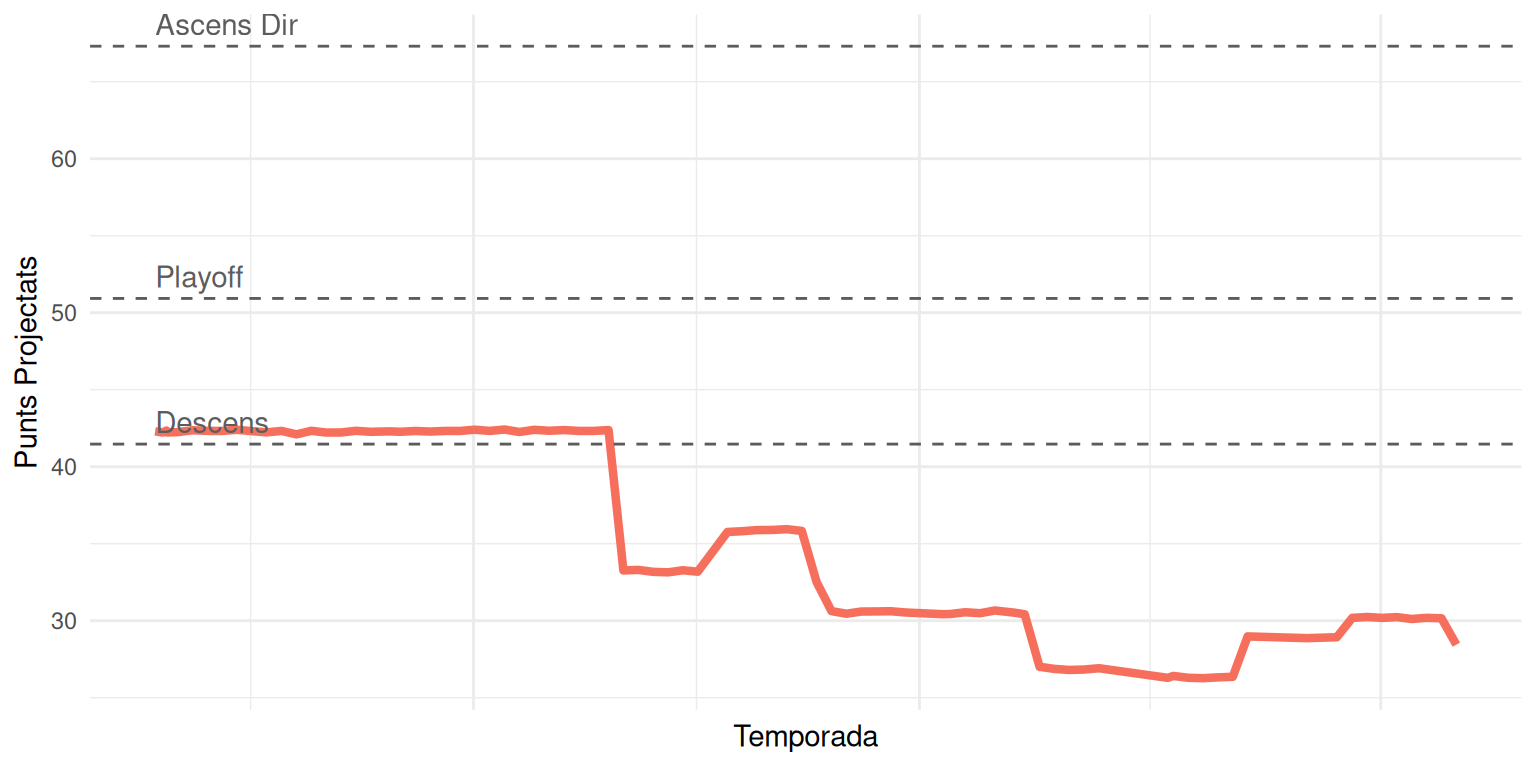 Ascens Dir
60
Playoff
50
Descens
40
30
Punts Projectats
Temporada